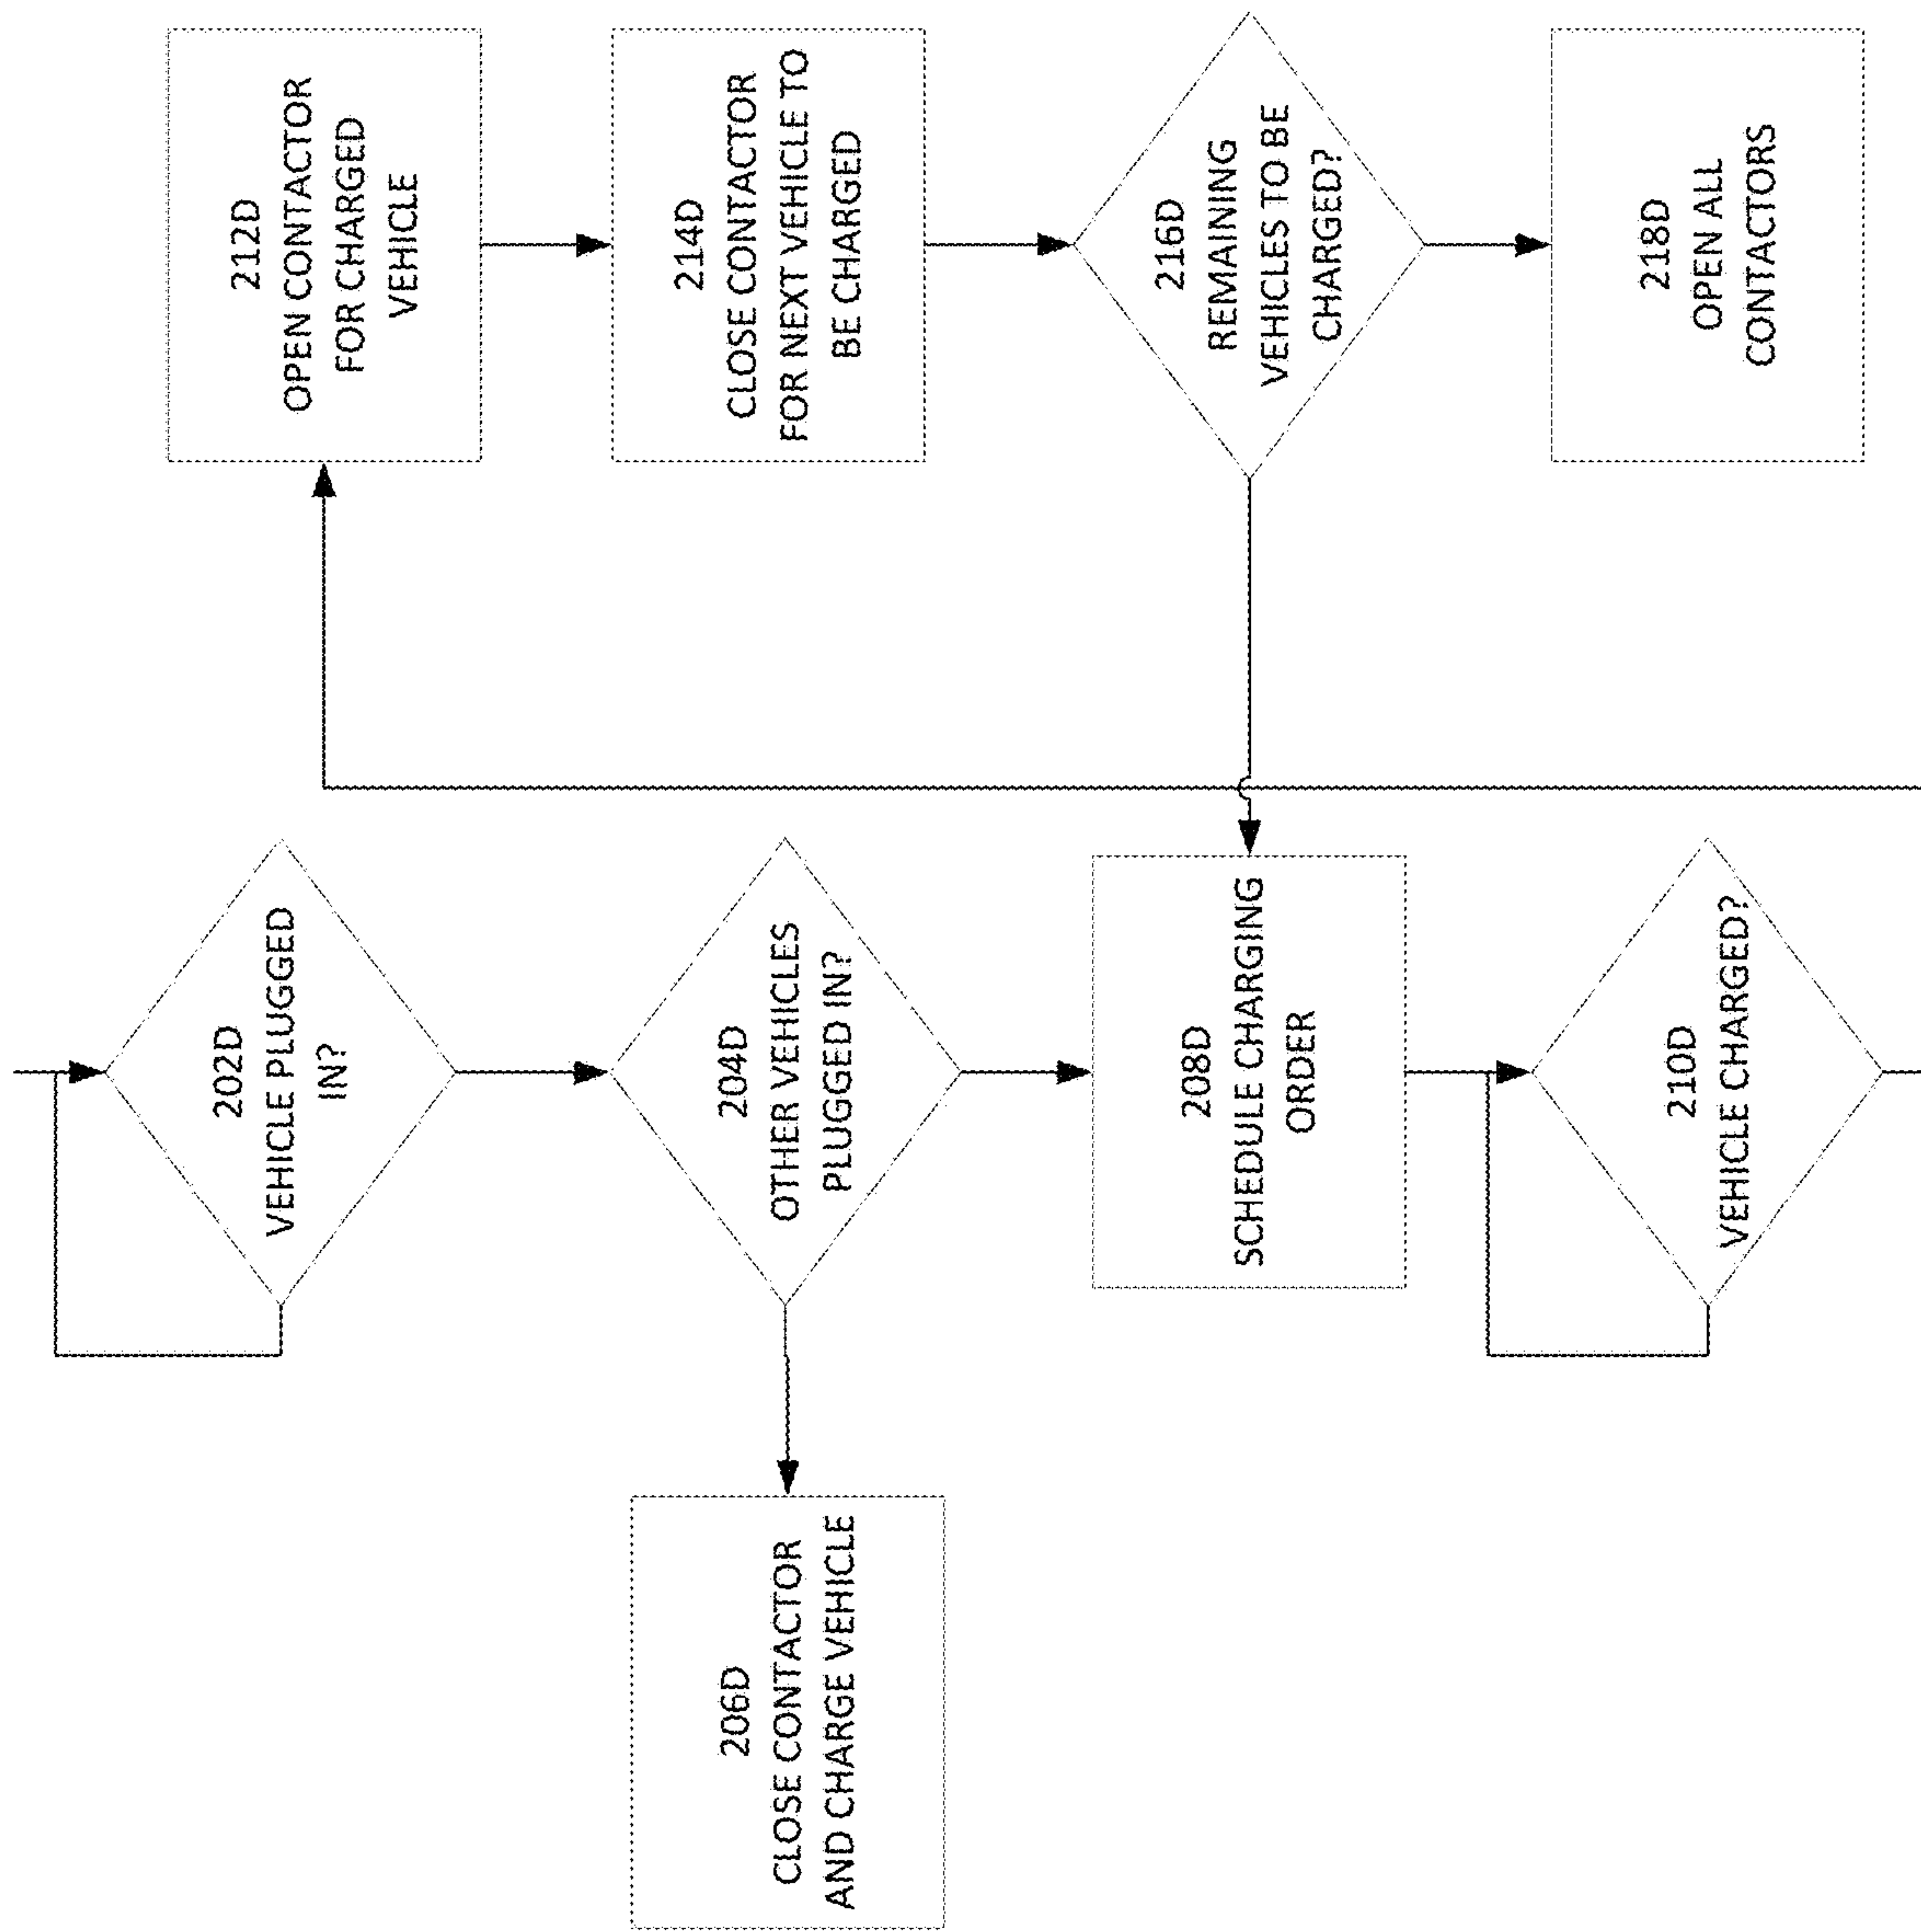 202D
VEHICLE PLUGGED
IN?
204D
OTHER VEHICLES
PLUGGED IN?
206D
CLOSE CONTACTOR
AND CHARGE VEHICLE
208D
SCHEDULE CHARGING
ORDER
210D
VEHICLE CHARGED?
212D
OPEN CONTACTOR
FOR CHARGED
VEHICLE
214D
CLOSE CONTACTOR
FOR NEXT VEHICLE TO
BE CHARGED
216D
REMAINING
VEHICLES TO BE
CHARGED?
218D
OPEN ALL
CONTACTORS